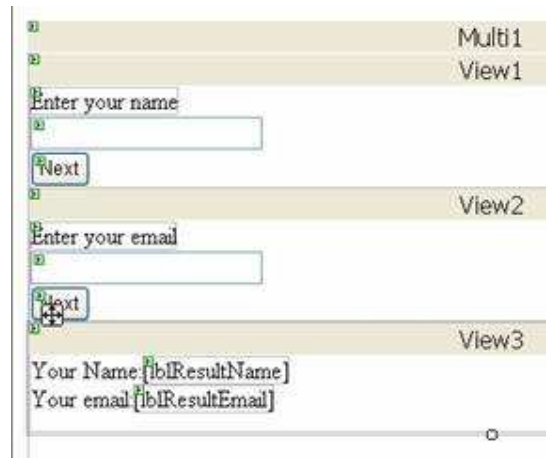 Multi1
View1
Enter your name
Next
View2
Enter your email
Next
View3
Your Name:[lblResultName]
Your email:[lblResultEmail]